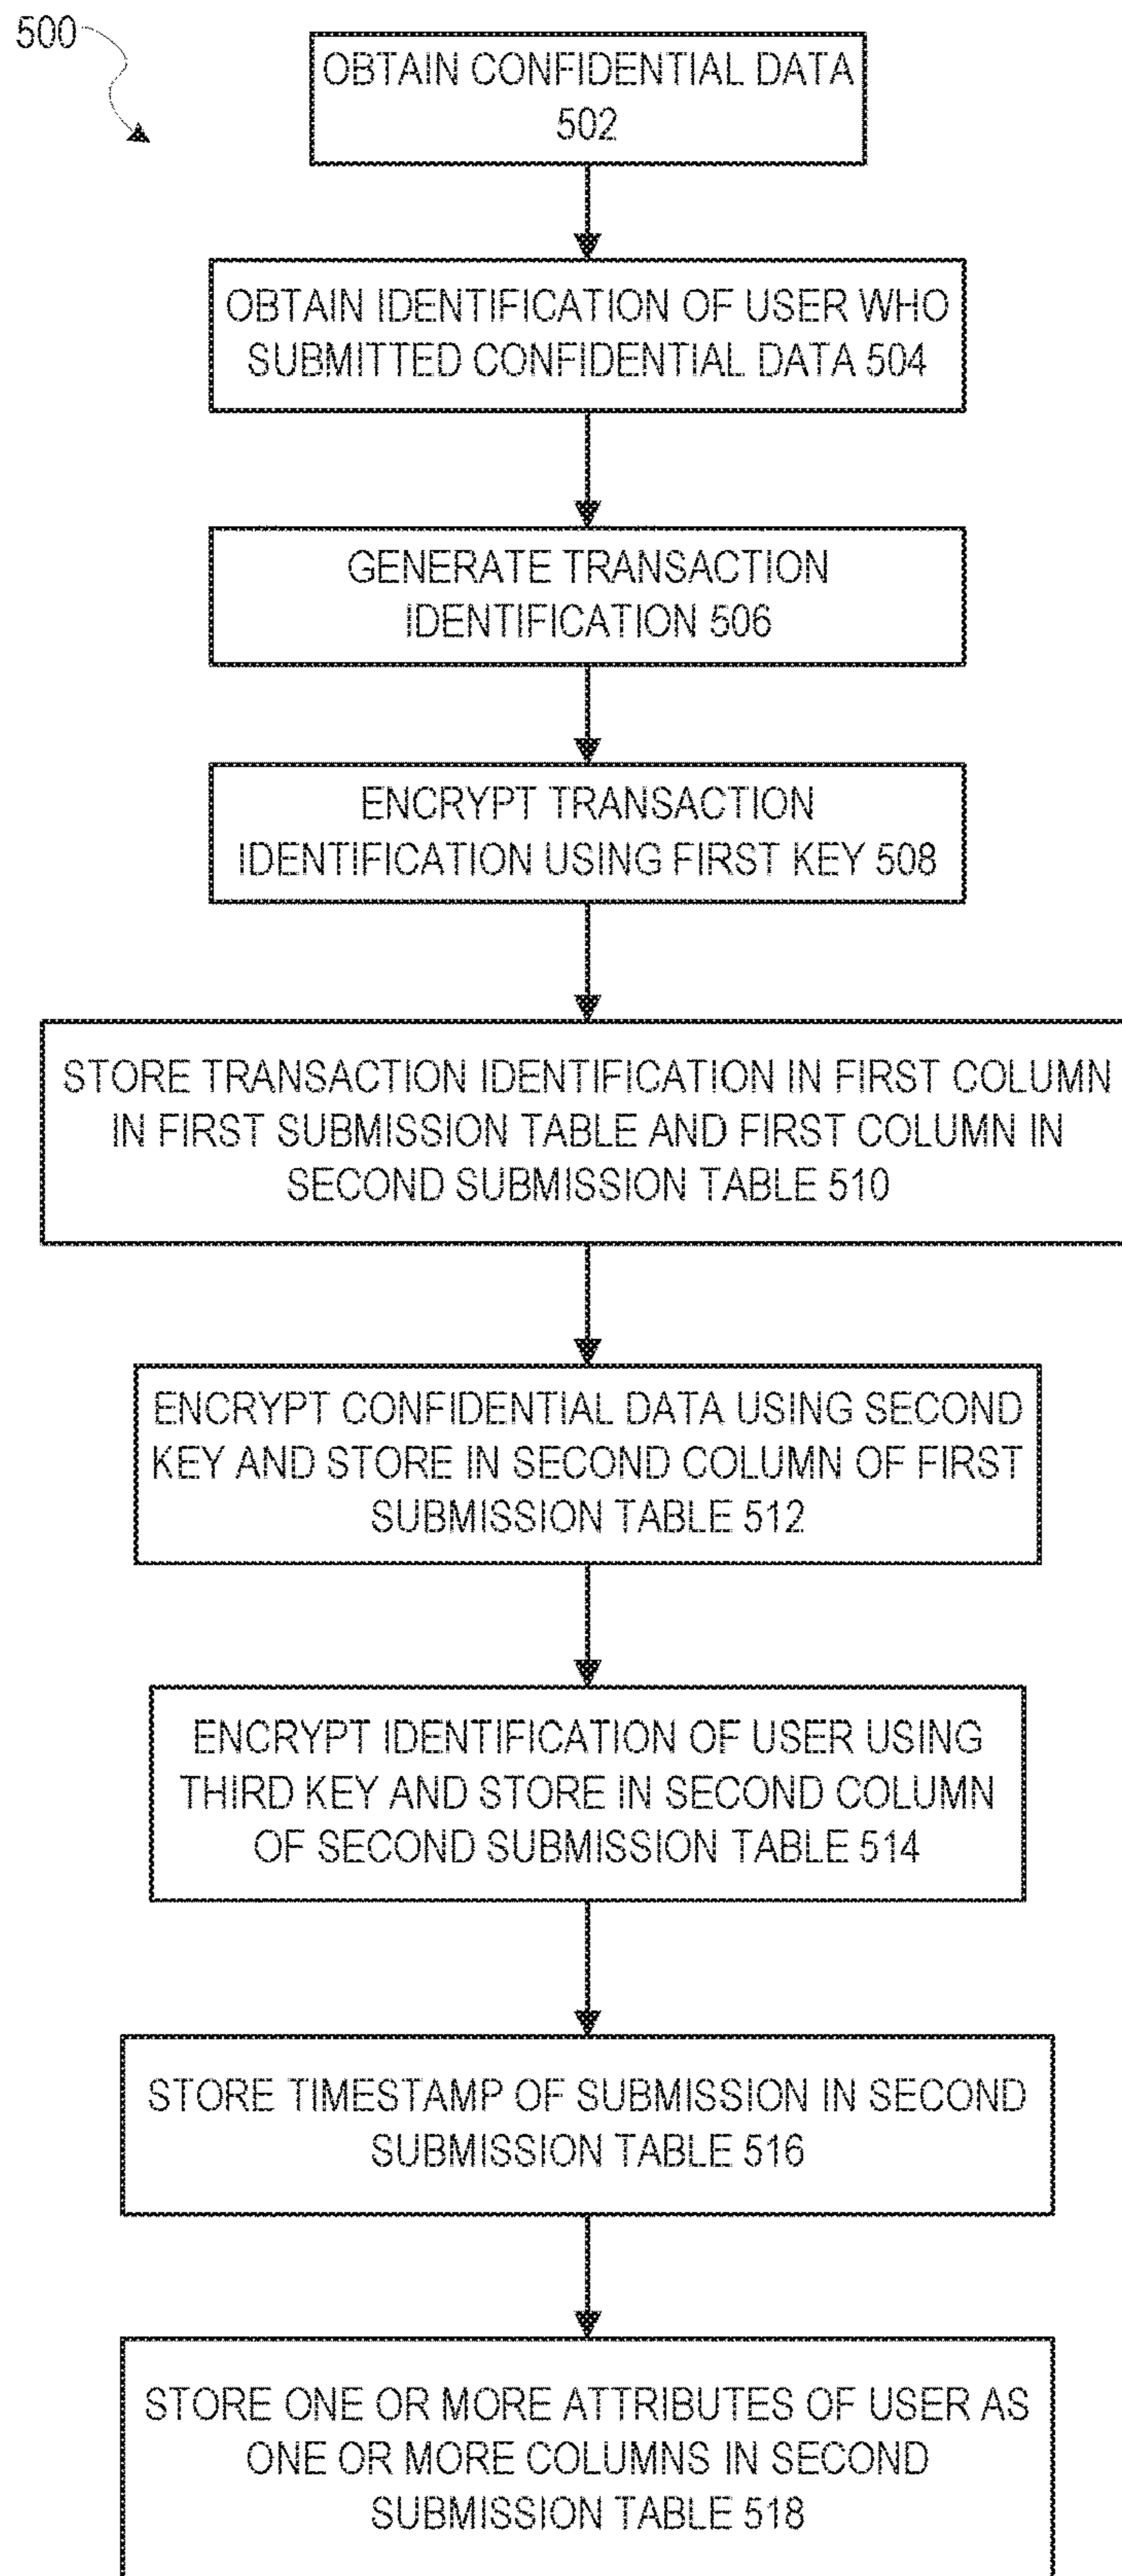 500
OBTAIN CONFIDENTIAL DATA
502
OBTAIN IDENTIFICATION OF USER WHO
SUBMITTED CONFIDENTIAL DATA 504
GENERATE TRANSACTION
IDENTIFICATION 506
ENCRYPT TRANSACTION
IDENTIFICATION USING FIRST KEY 508
STORE TRANSACTION IDENTIFICATION IN FIRST COLUMN
IN FIRST SUBMISSION TABLE AND FIRST COLUMN IN
SECOND SUBMISSION TABLE 510
ENCRYPT CONFIDENTIAL DATA USING SECOND
KEY AND STORE IN SECOND COLUMN OF FIRST
SUBMISSION TABLE 512
ENCRYPT IDENTIFICATION OF USER USING
THIRD KEY AND STORE IN SECOND COLUMN
OF SECOND SUBMISSION TABLE 514
STORE TIMESTAMP OF SUBMISSION IN SECOND
SUBMISSION TABLE 516
STORE ONE OR MORE ATTRIBUTES OF USER AS
ONE OR MORE COLUMNS IN SECOND
SUBMISSION TABLE 518